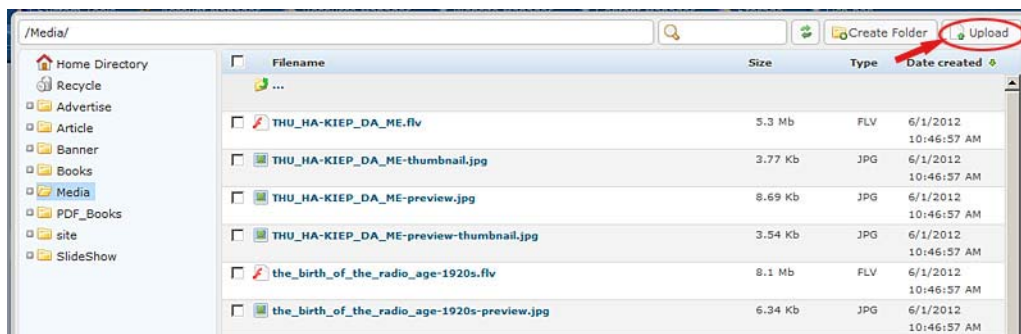 /Media/
Create Folder
Upload
Home Directory
Recycle
Advertise
Article
Banner
Books
Media
PDF_Books
site
SlideShow
Filename Size Type Date created
...
THU_HA-KIEP_DA_ME.flv 5.3 Mb FLV 6/1/2012
10:46:57 AM
THU_HA-KIEP_DA_ME-thumbnail.jpg 3.77 Kb JPG 6/1/2012
10:46:57 AM
THU_HA-KIEP_DA_ME-preview.jpg 8.69 Kb JPG 6/1/2012
10:46:57 AM
THU_HA-KIEP_DA_ME-preview-thumbnail.jpg 3.54 Kb JPG 6/1/2012
10:46:57 AM
the_birth_of_the_radio_age-1920s.flv 8.1 Mb FLV 6/1/2012
10:46:57 AM
the_birth_of_the_radio_age-1920s-preview.jpg 6.34 Kb JPG 6/1/2012
10:46:57 AM